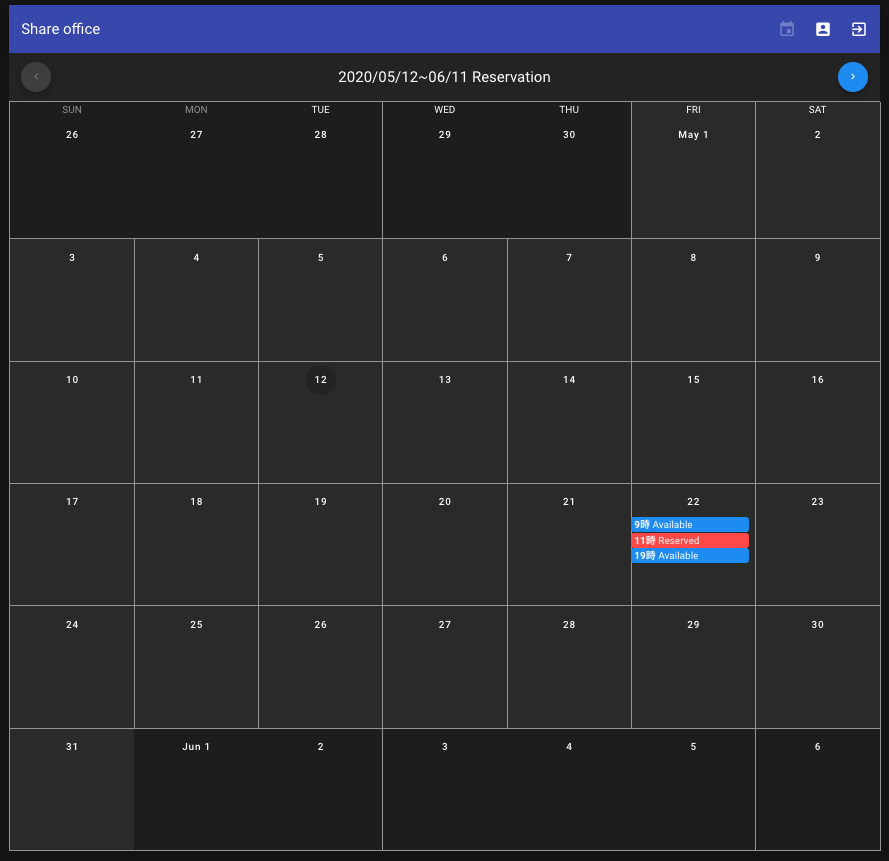 Share office
2020/05/12~06/11 Reservation
SUN MON TUE WED THU FRI SAT
26 27 28 29 30 May 1 2
3 4 5 6 7 8 9
10 11 12 13 14 15 16
17 18 19 20 21 22 23
9時 Available
11時 Reserved
19時 Available
24 25 26 27 28 29 30
31 Jun 1 2 3 4 5 6